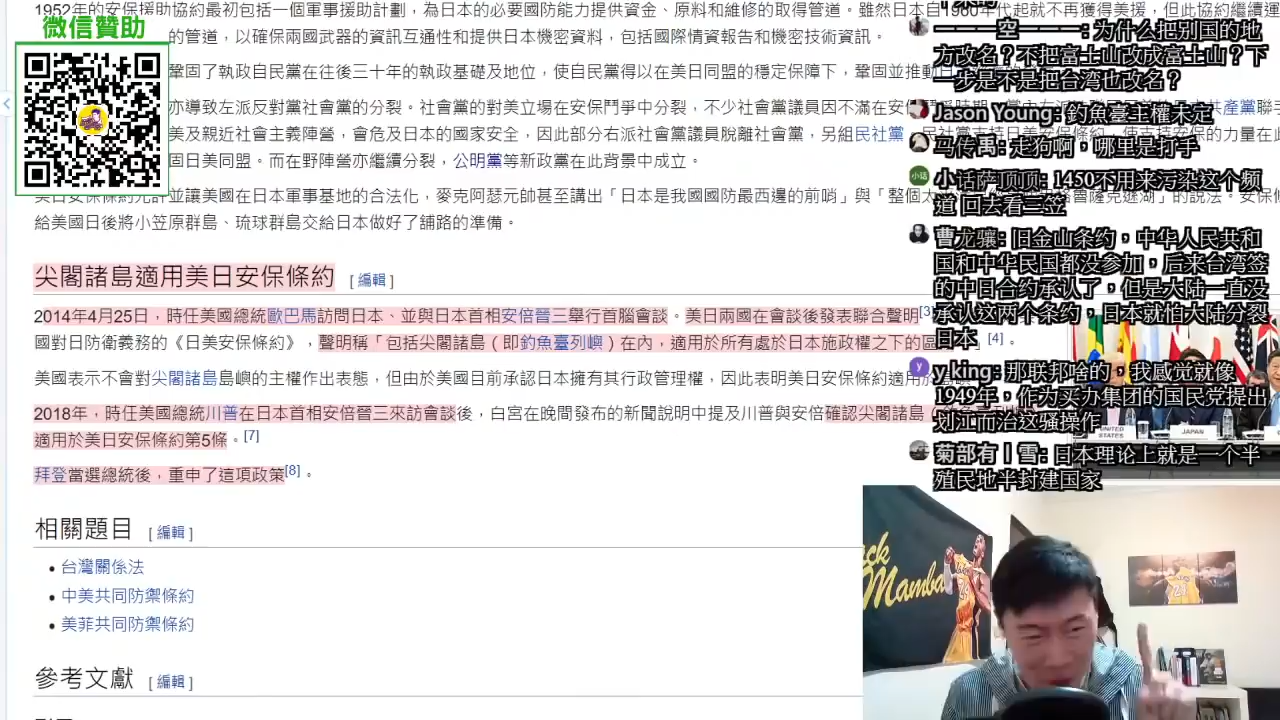 1952年的安保援助協約最初包括一個軍事援助計劃，為日本的必要國防能力提供資金、原料和維修的取得管道。雖然日本自1960年代起就不再獲得美援，但此協約繼續運
微信贊助
的管道，以確保兩國武器的資訊互通性和提供日本機密資料，包括國際情資報告和機密技術資訊。
鞏固了執政自民黨在往後三十年的執政基礎及地位，使自民黨得以在美日同盟的穩定保障下，鞏固並推動日
亦導致左派反對黨社會黨的分裂。社會黨的對美立場在安保鬥爭中分裂，不少社會黨議員因不滿在安保
產黨聯手
美及親近社會主義陣營，會危及日本的國家安全，因此部分右派社會黨議員脫離社會黨，另組民社黨
固日美同盟。而在野陣營亦繼續分裂，公明黨等新政黨在此背景中成立。
美日安保條約允許並讓美國在日本軍事基地的合法化，麥克阿瑟元帥甚至講出「日本是我國國防最西邊的前哨」與「整個太
的說法。安保
給美國日後將小笠原群島、琉球群島交給日本做好了舖路的準備。
尖閣諸島適用美日安保條約 [編輯]
2014年4月25日，時任美國總統歐巴馬訪問日本、並與日本首相安倍晉三舉行首腦會談。美日兩國在會談後發表聯合聲明[3]
國對日防衛義務的《日美安保條約》，聲明稱「包括尖閣諸島（即釣魚臺列嶼）在內，適用於所有處於日本施政權之下的區
[4]。
美國表示不會對尖閣諸島島嶼的主權作出表態，但由於美國目前承認日本擁有其行政管理權，因此表明美日安保條約適用
2018年，時任美國總統川普在日本首相安倍晉三來訪會談後，白宮在晚間發布的新聞說明中提及川普與安倍確認尖閣諸島（
適用於美日安保條約第5條。[7]
拜登當選總統後，重申了這項政策[8]。
相關題目 [編輯]
台灣關係法
中美共同防禦條約
美菲共同防禦條約
參考文獻 [編輯]
一一一空一一一: 为什么把别国的地
方改名？不把富士山改成富士山？下
一步是不是把台湾也改名？
Jason Young: 釣魚臺主權未定
马传禹: 走狗啊，哪里是打手
小话
小话萨顶顶: 1450不用来污染这个频
道 回去看三笠
曹龙骧: 旧金山条约，中华人民共和
国和中华民国都没参加，后来台湾签
的中日合约承认了，但是大陆一直没
承认这两个条约，日本就怕大陆分裂
日本
y
y king: 那联邦啥的，我感觉就像
1949年，作为买办集团的国民党提出
划江而治这骚操作
菊部有丨雪: 日本理论上就是一个半
殖民地半封建国家
UNITED
STATES
JAPAN
Mamba